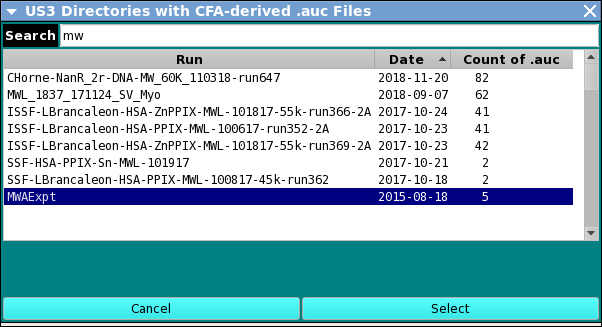 US3 Directories with CFA-derived .auc Files
Search mw
Run Date Count of .auc
CHorne-NanR_2r-DNA-MW_60K_110318-run647 2018-11-20 82
MWL_1837_171124_SV_Myo 2018-09-07 62
ISSF-LBrancaleon-HSA-ZnPPIX-MWL-101817-55k-run366-2A 2017-10-24 41
ISSF-LBrancaleon-HSA-PPIX-MWL-100617-run352-2A 2017-10-23 41
ISSF-LBrancaleon-HSA-ZnPPIX-MWL-101817-55k-run369-2A 2017-10-23 42
SSF-HSA-PPIX-Sn-MWL-101917 2017-10-21 2
SSF-LBrancaleon-HSA-PPIX-MWL-100817-45k-run362 2017-10-18 2
MWAExpt 2015-08-18 5
Cancel Select